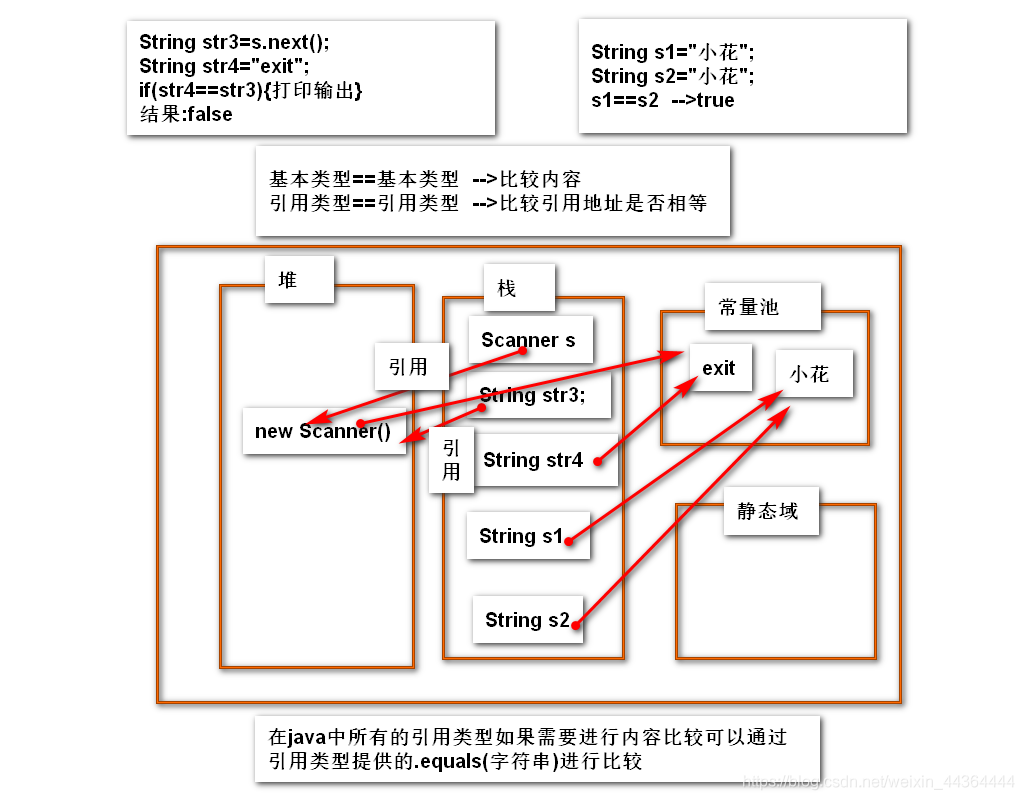 String str3=s.next();
String str4="exit";
if(str4==str3){打印输出}
结果:false
String s1="小花";
String s2="小花";
s1==s2 -->true
基本类型==基本类型 -->比较内容
引用类型==引用类型 -->比较引用地址是否相等
堆
栈
常量池
Scanner s
引用
exit
小花
String str3;
new Scanner()
引
用
String str4
静态域
String s1
String s2
在java中所有的引用类型如果需要进行内容比较可以通过
引用类型提供的.equals(字符串)进行比较
https://blog.csdn.net/weixin_44364444